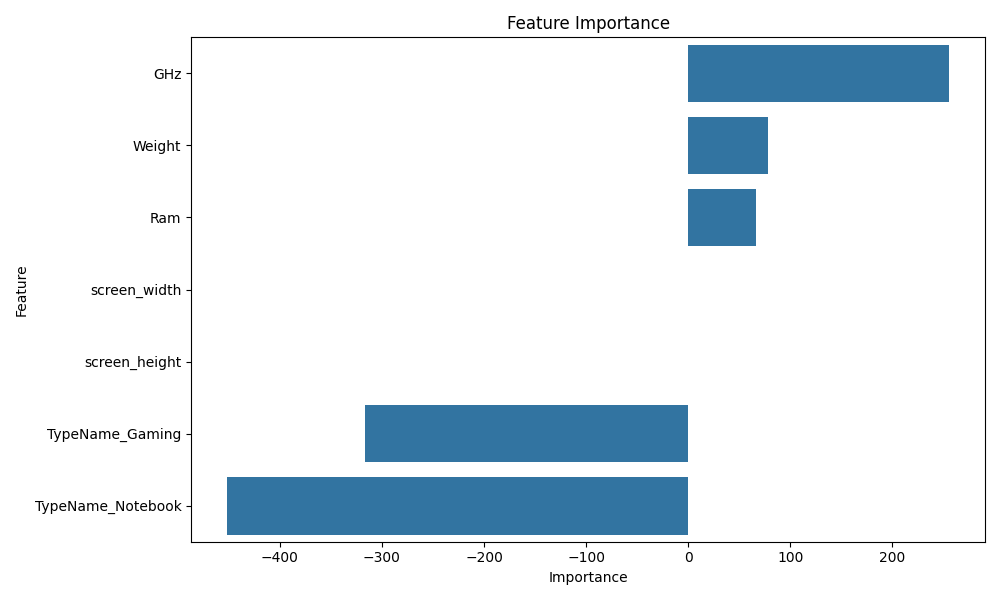 Feature Importance
GHz
Weight
Ram
screen_width
screen_height
TypeName_Gaming
TypeName_Notebook
Feature
−400 −300 −200 −100 0 100 200
Importance